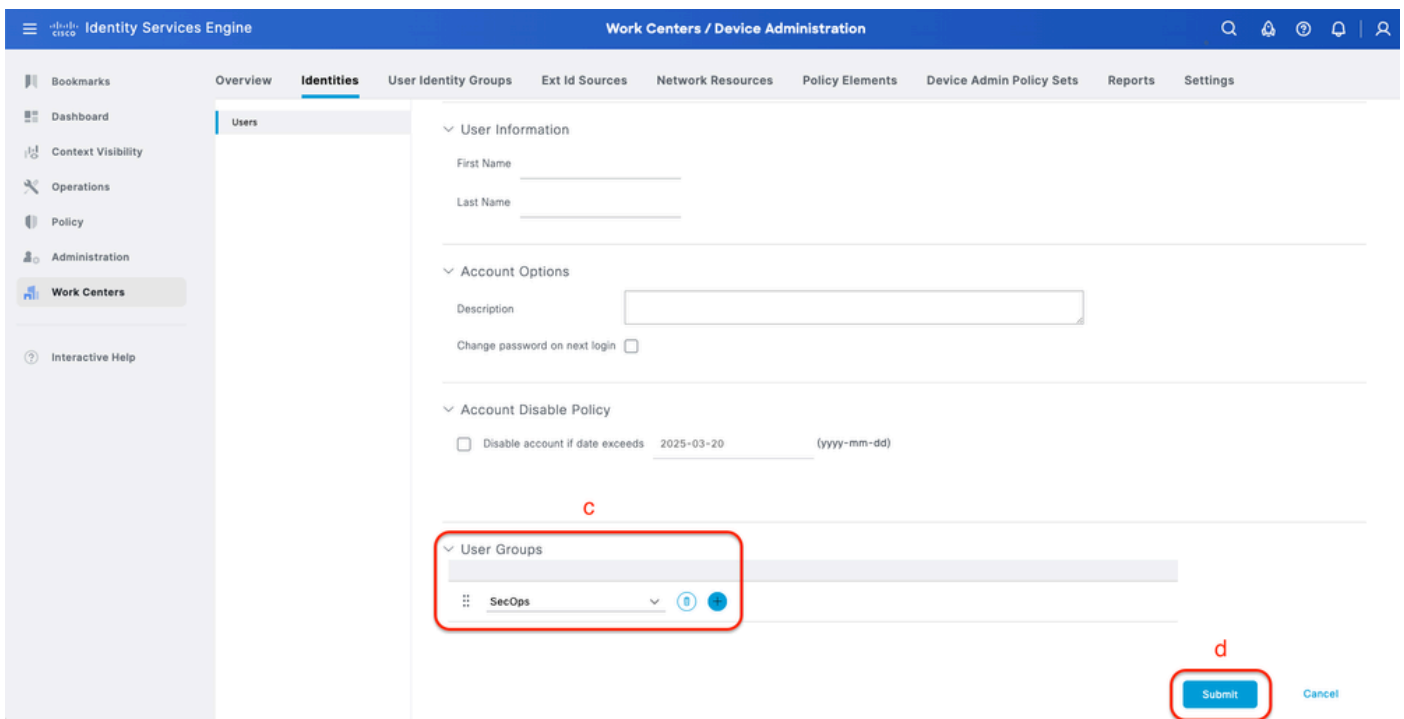 cisco Identity Services Engine
Work Centers / Device Administration
Bookmarks
Dashboard
Context Visibility
Operations
Policy
Administration
Work Centers
Interactive Help
Overview Identities User Identity Groups Ext Id Sources Network Resources Policy Elements Device Admin Policy Sets Reports Settings
Users
User Information
First Name
Last Name
Account Options
Description
Change password on next login
Account Disable Policy
Disable account if date exceeds 2025-03-20 (yyyy-mm-dd)
c
User Groups
SecOps
d
Submit Cancel